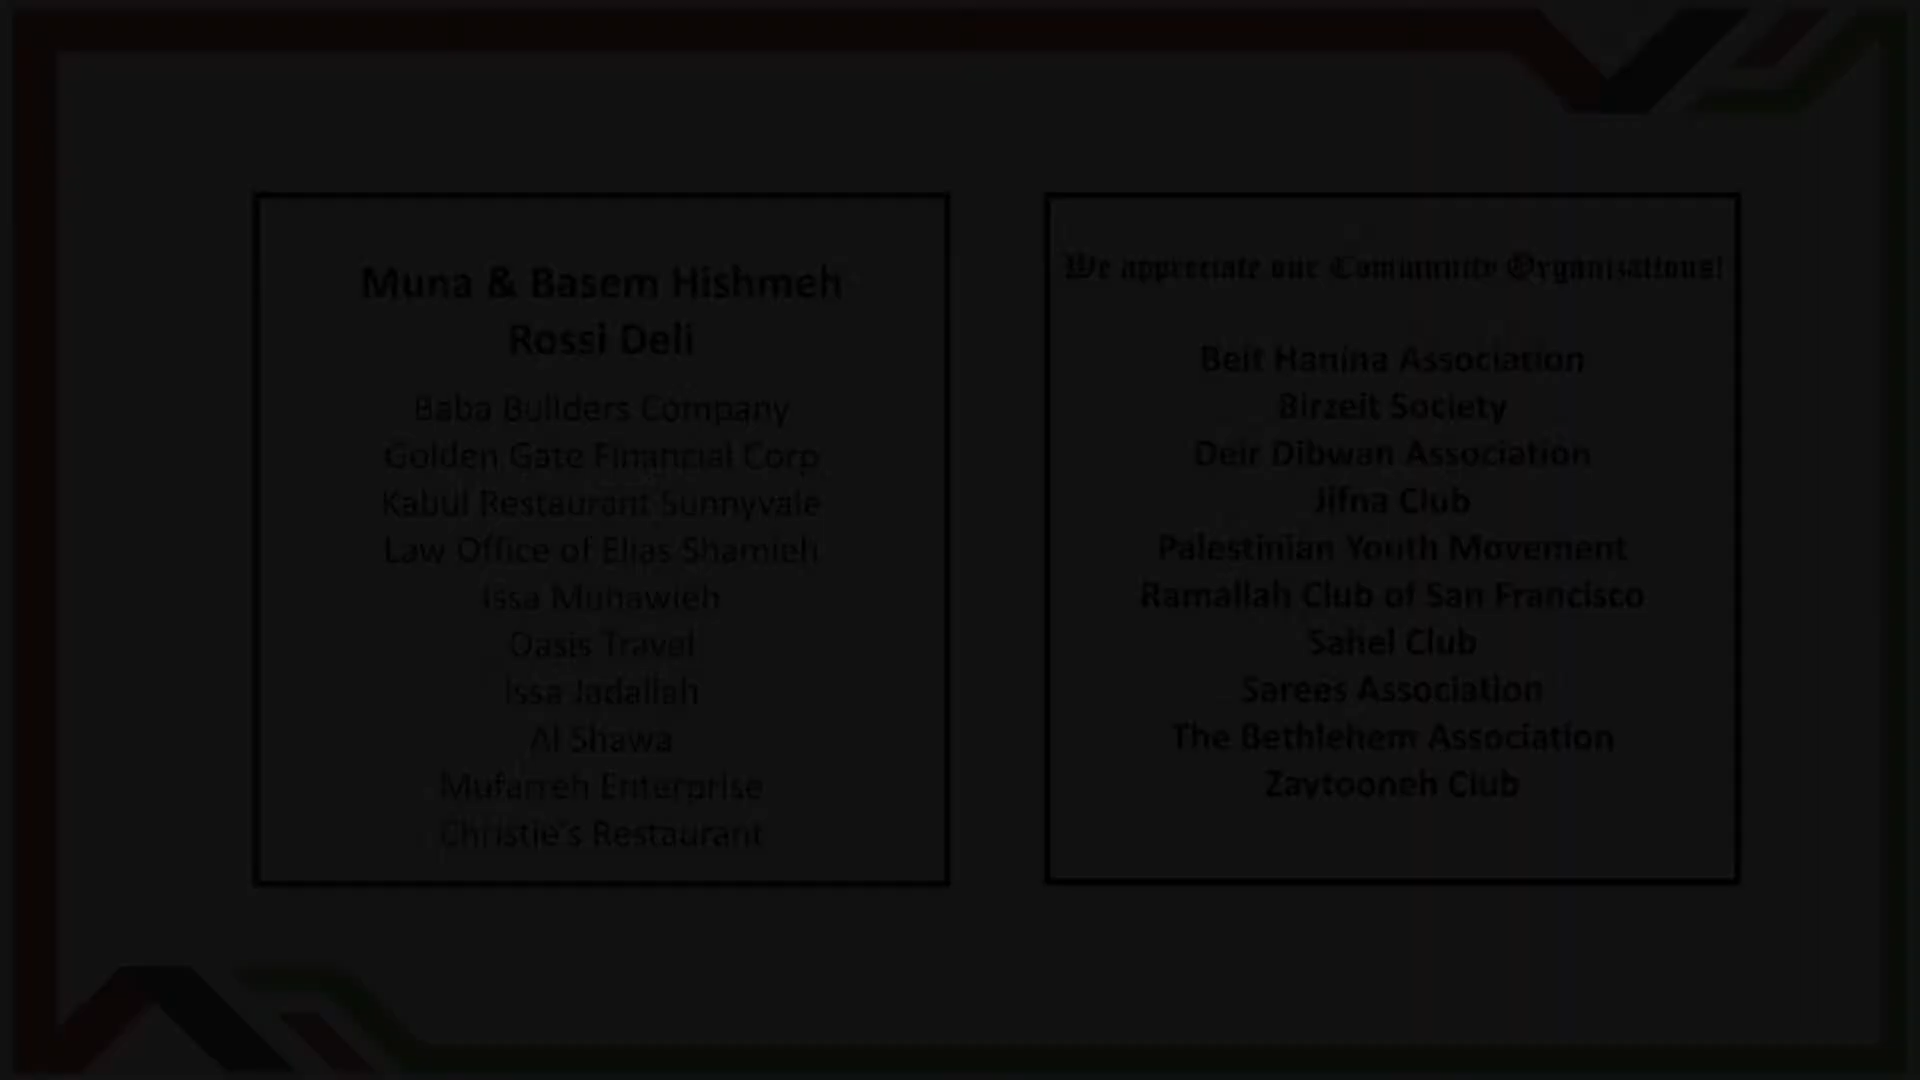 Muna & Basem Hishmeh
Rossi Deli
Baba Builders Company
Golden Gate Financial Corp
Kabul Restaurant Sunnyvale
Law Office of Elias Shamieh
Issa Muhawieh
Oasis Travel
Issa Jadallah
Al Shawa
Mufarreh Enterprise
Christie's Restaurant
We appreciate our Community Organizations!
Beit Hanina Association
Birzeit Society
Deir Dibwan Association
Jifna Club
Palestinian Youth Movement
Ramallah Club of San Francisco
Sahel Club
Sarees Association
The Bethlehem Association
Zaytooneh Club